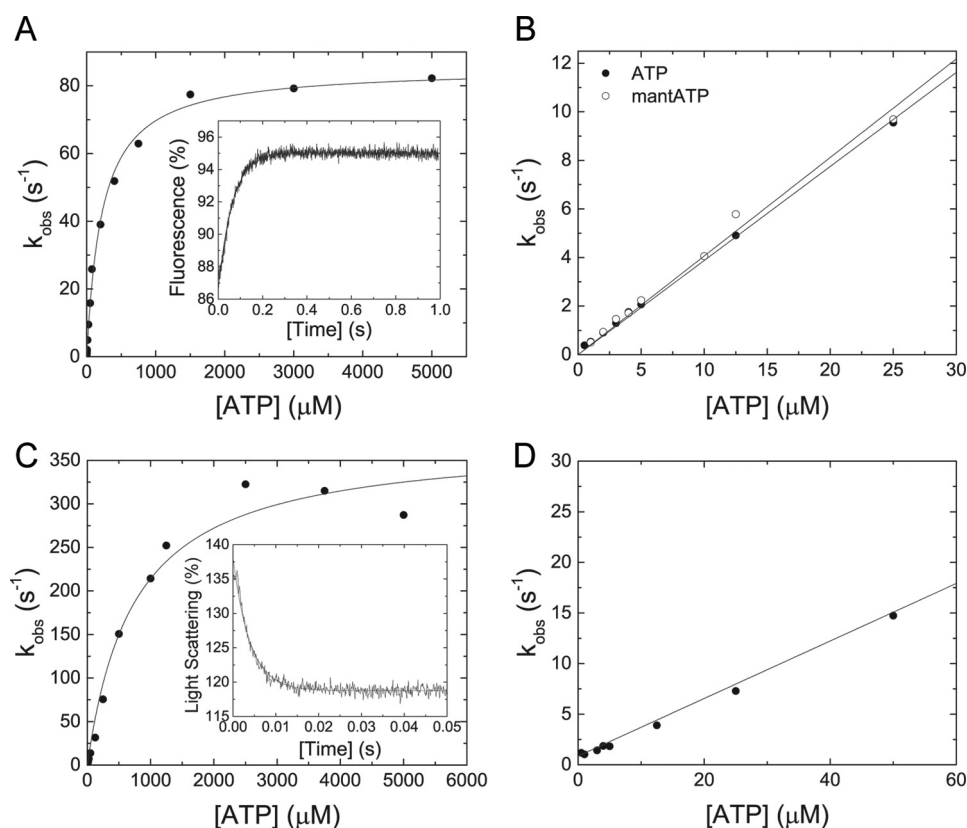 A
k_obs (s⁻¹)
80
60
40
20
0
0 1000 2000 3000 4000 5000
[ATP] (μM)
Fluorescence (%)
96
94
92
90
88
86
0.0 0.2 0.4 0.6 0.8 1.0
[Time] (s)
B
ATP
mantATP
k_obs (s⁻¹)
12
10
8
6
4
2
0
0 5 10 15 20 25 30
[ATP] (μM)
C
k_obs (s⁻¹)
350
300
250
200
150
100
50
0
0 1000 2000 3000 4000 5000 6000
[ATP] (μM)
Light Scattering (%)
140
135
130
125
120
115
0.00 0.01 0.02 0.03 0.04 0.05
[Time] (s)
D
k_obs (s⁻¹)
30
25
20
15
10
5
0
0 20 40 60
[ATP] (μM)